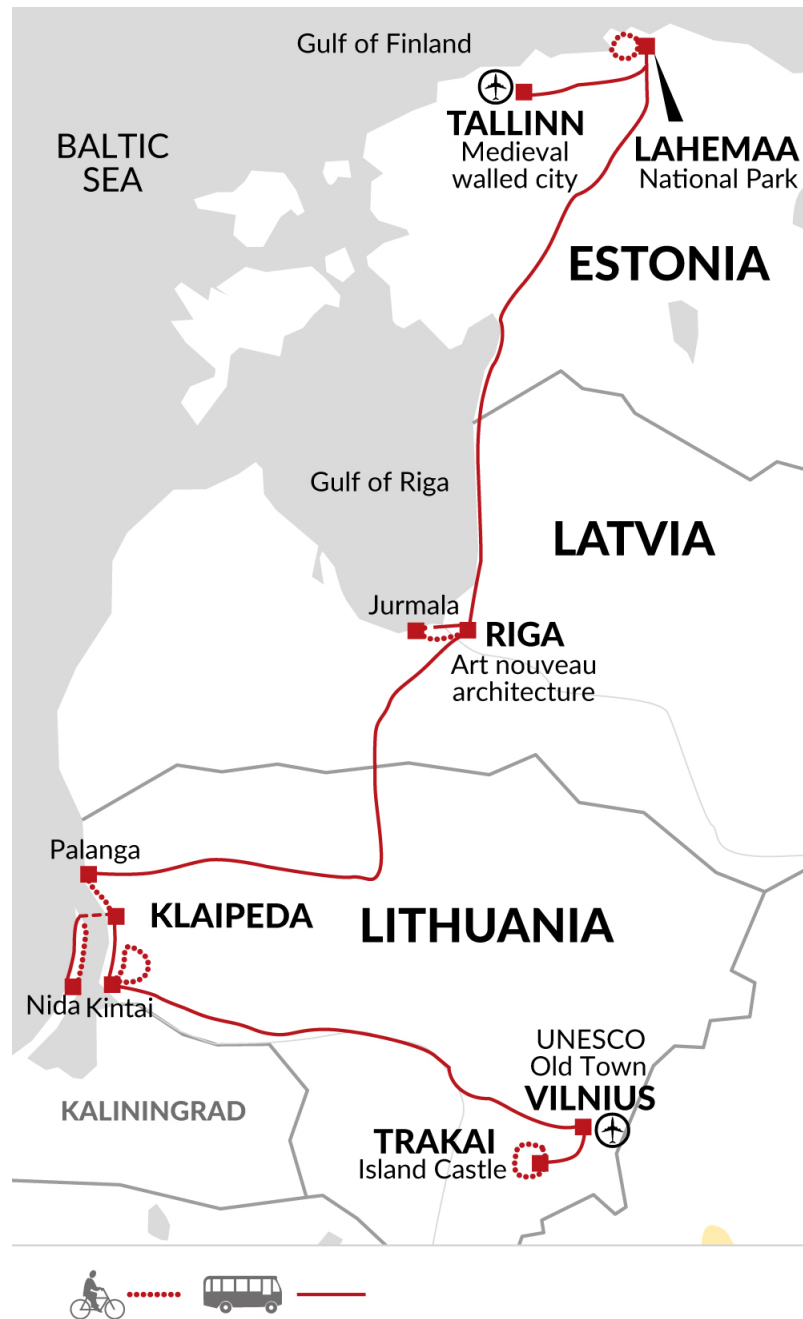 Gulf of Finland
BALTIC
SEA
TALLINN
Medieval
walled city
LAHEMAA
National Park
ESTONIA
Gulf of Riga
LATVIA
Jurmala
RIGA
Art nouveau
architecture
Palanga
KLAIPEDA
LITHUANIA
Nida
Kintai
UNESCO
Old Town
VILNIUS
KALININGRAD
TRAKAI
Island Castle